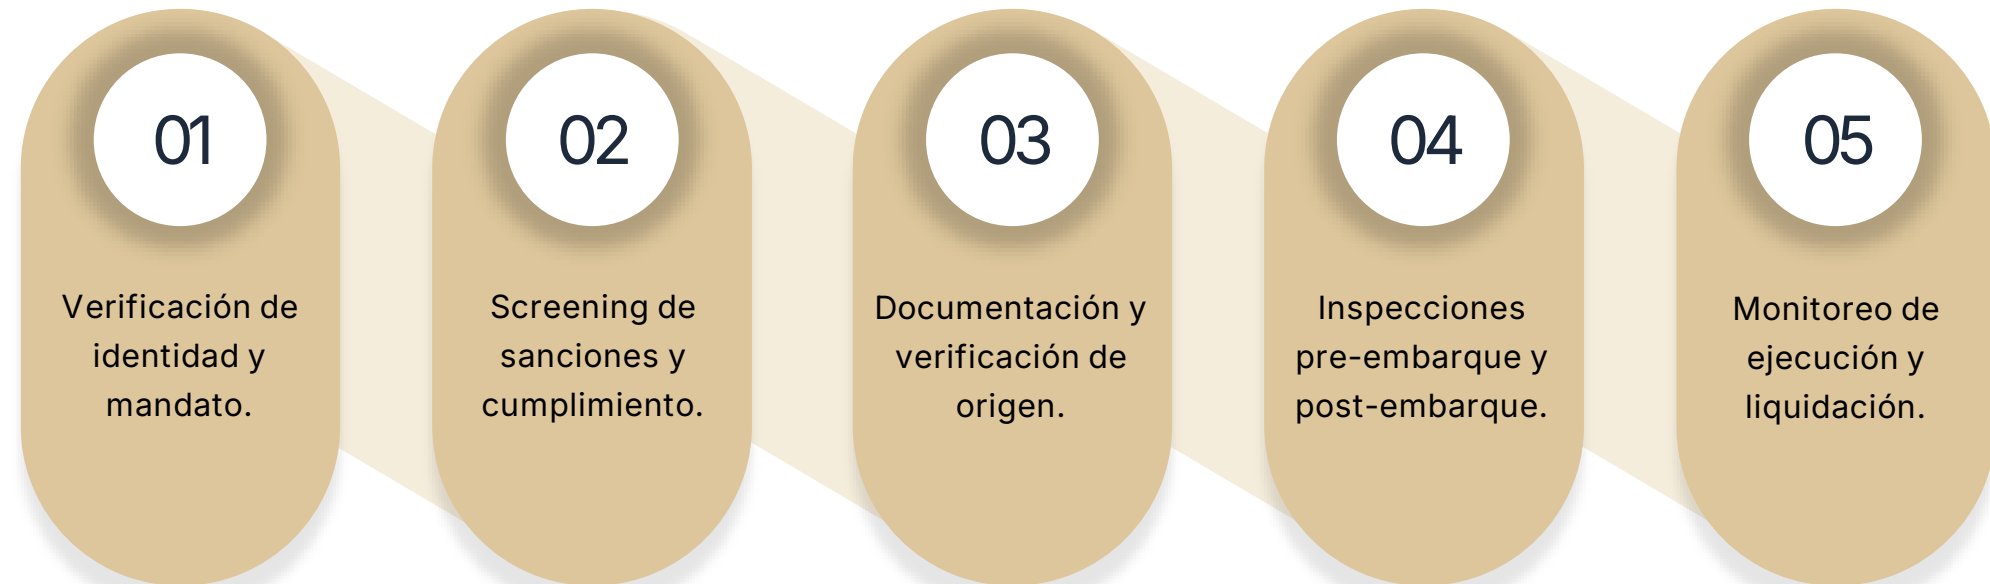 01
Verificación de
identidad y
mandato.
02
Screening de
sanciones y
cumplimiento.
03
Documentación y
verificación de
origen.
04
Inspecciones
pre-embarque y
post-embarque.
05
Monitoreo de
ejecución y
liquidación.